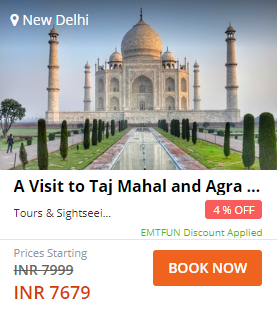 New Delhi
A Visit to Taj Mahal and Agra ...
Tours & Sightseei...
4 % OFF
EMTFUN Discount Applied
Prices Starting
INR 7999
INR 7679
BOOK NOW